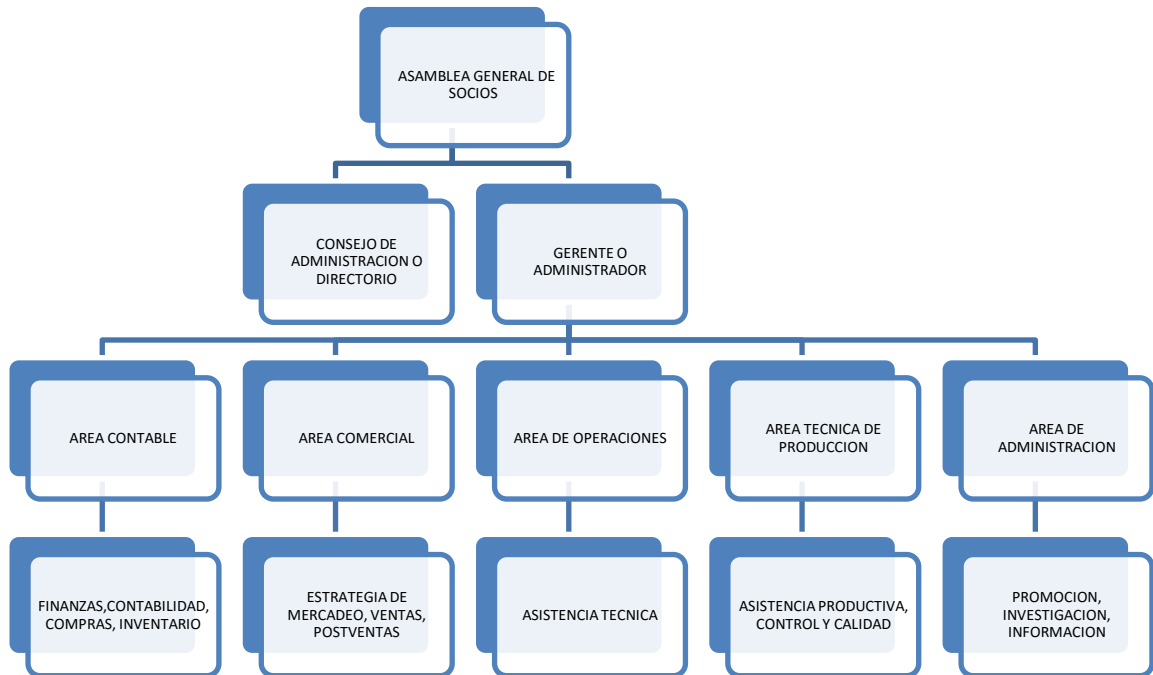 ASAMBLEA GENERAL DE
SOCIOS
CONSEJO DE
ADMINISTRACION O
DIRECTORIO
GERENTE O
ADMINISTRADOR
AREA CONTABLE
AREA COMERCIAL
AREA DE OPERACIONES
AREA TECNICA DE
PRODUCCION
AREA DE
ADMINISTRACION
FINANZAS,CONTABILIDAD,
COMPRAS, INVENTARIO
ESTRATEGIA DE
MERCADEO, VENTAS,
POSTVENTAS
ASISTENCIA TECNICA
ASISTENCIA PRODUCTIVA,
CONTROL Y CALIDAD
PROMOCION,
INVESTIGACION,
INFORMACION